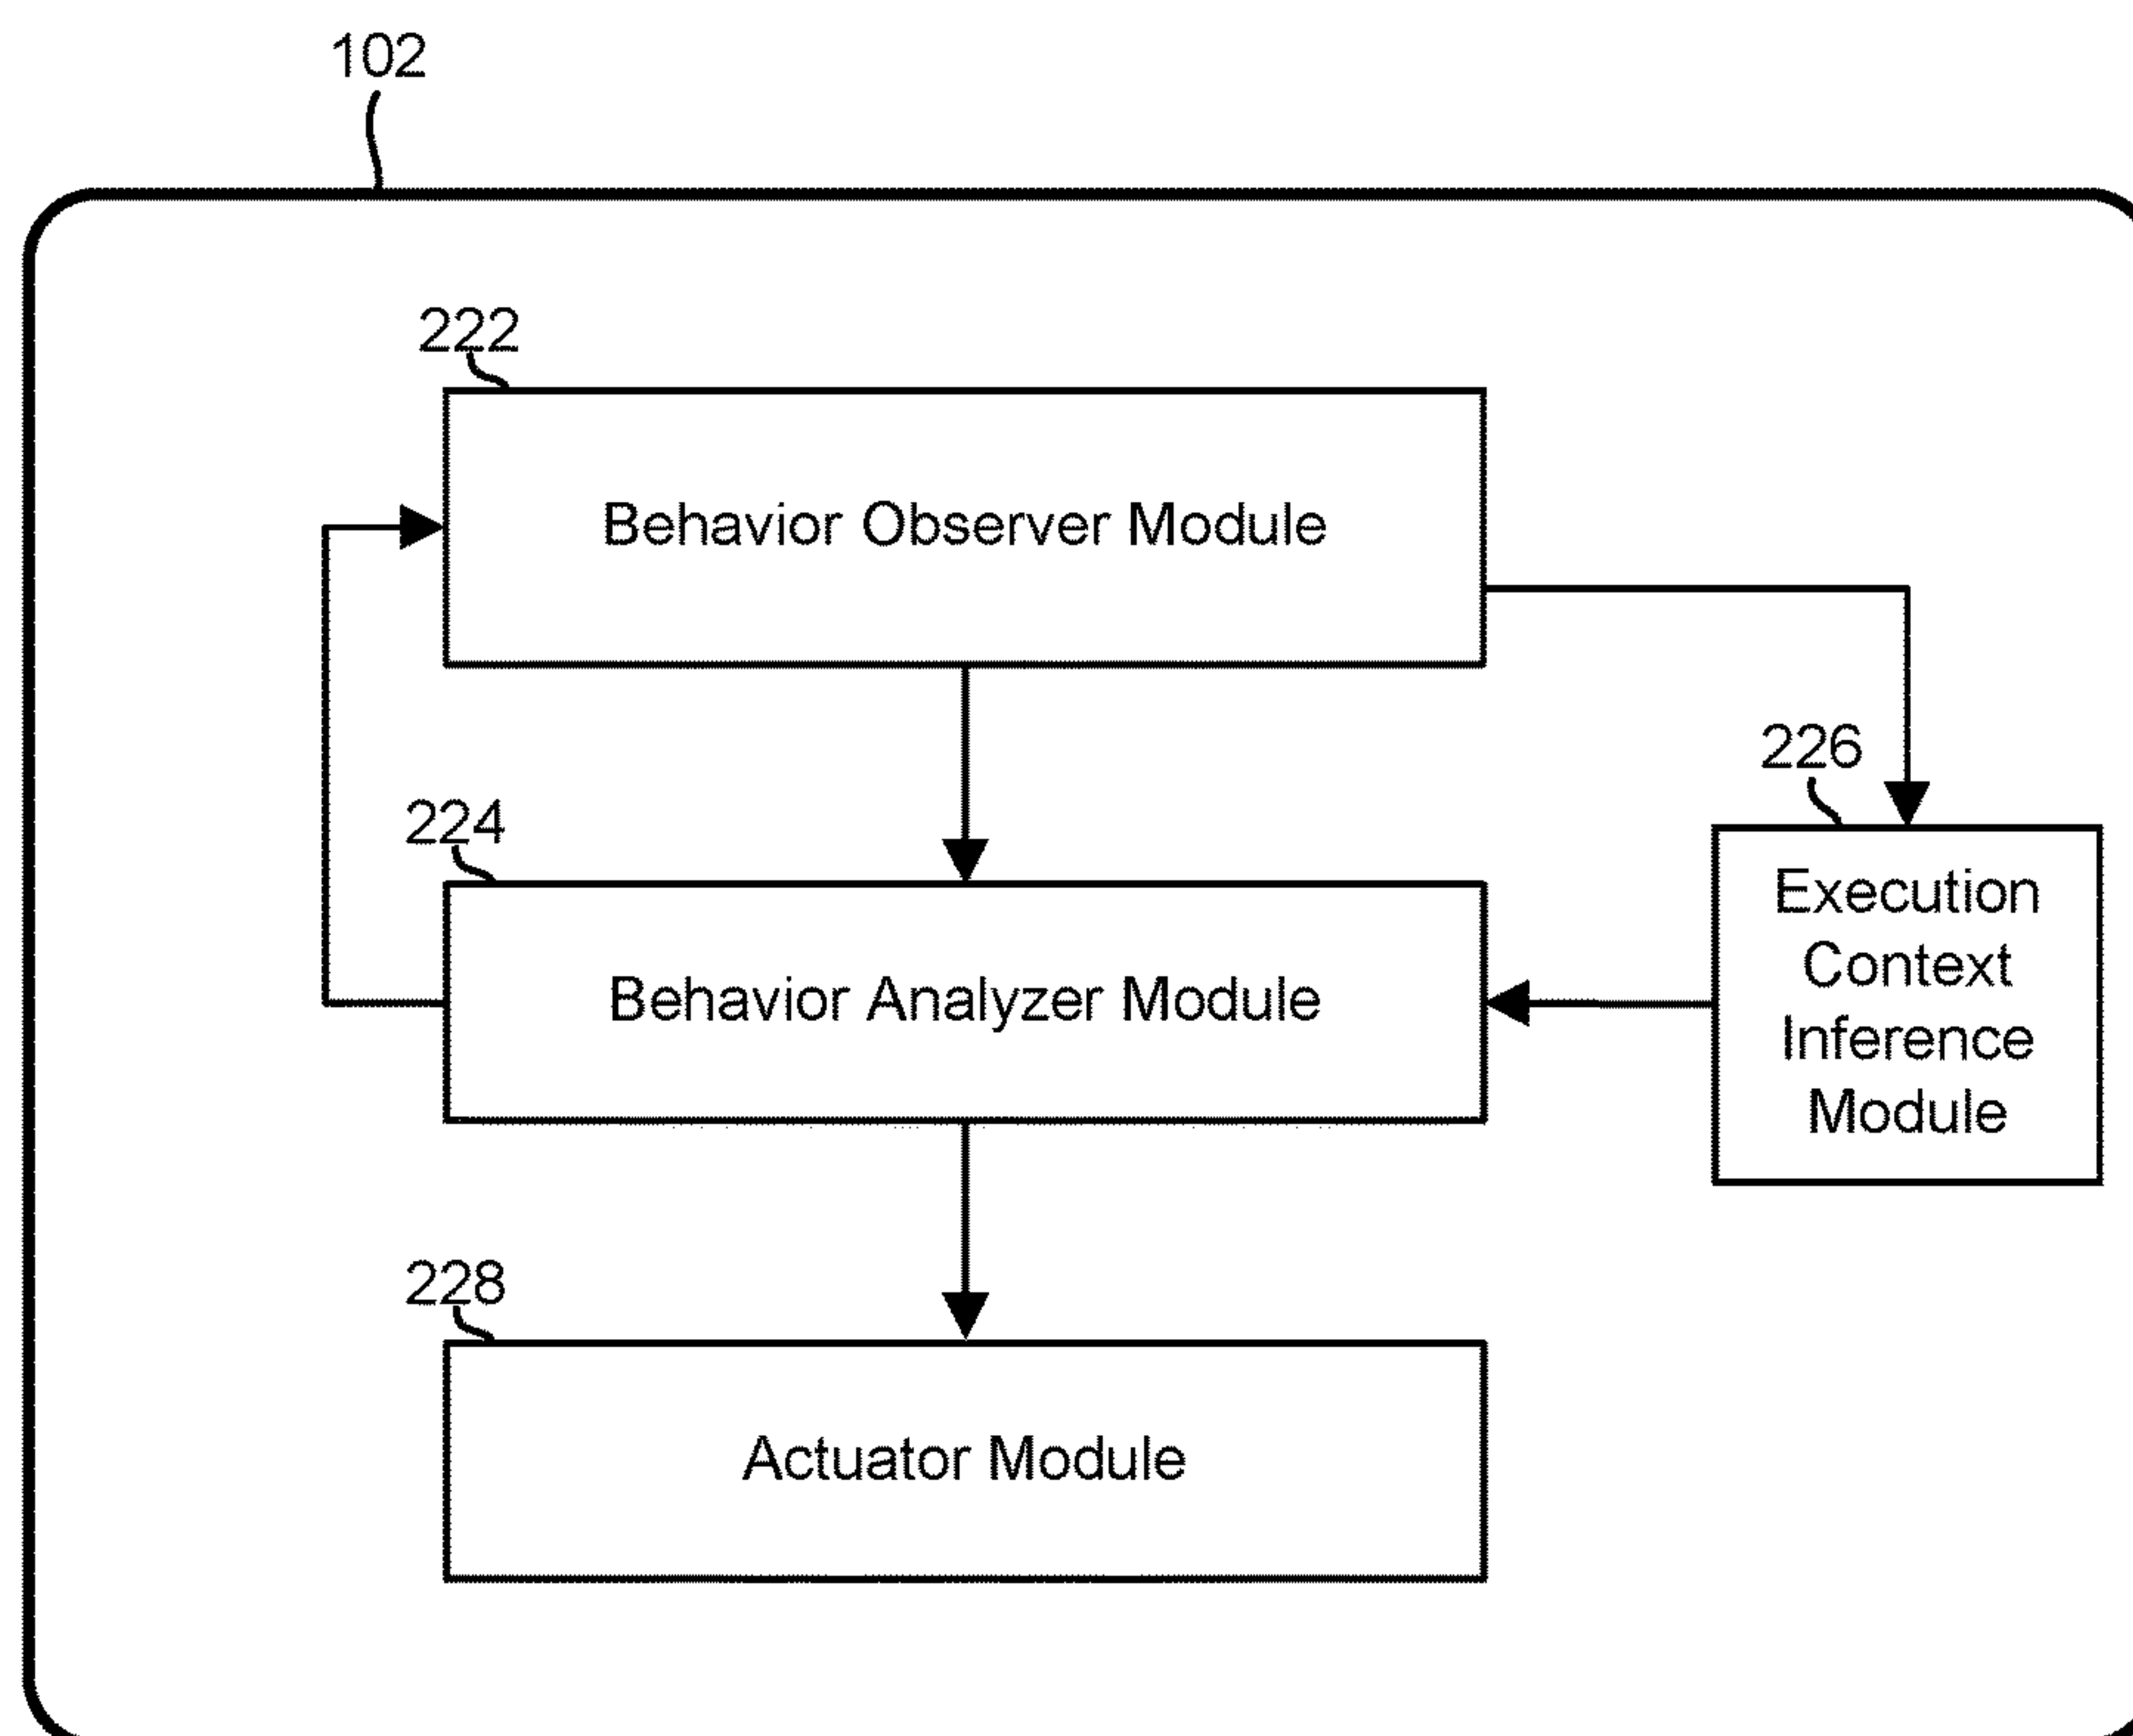 102
222
Behavior Observer Module
226
224
Execution
Context
Inference
Module
Behavior Analyzer Module
228
Actuator Module